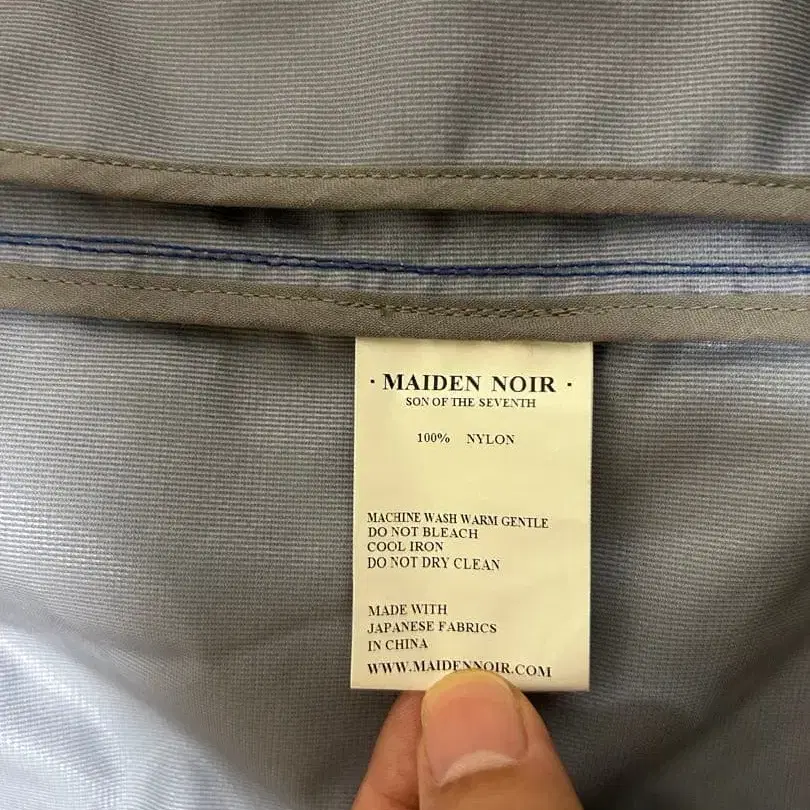 · MAIDEN NOIR ·
SON OF THE SEVENTH
100% NYLON
MACHINE WASH WARM GENTLE
DO NOT BLEACH
COOL IRON
DO NOT DRY CLEAN
MADE WITH
JAPANESE FABRICS
IN CHINA
WWW.MAIDENNOIR.COM